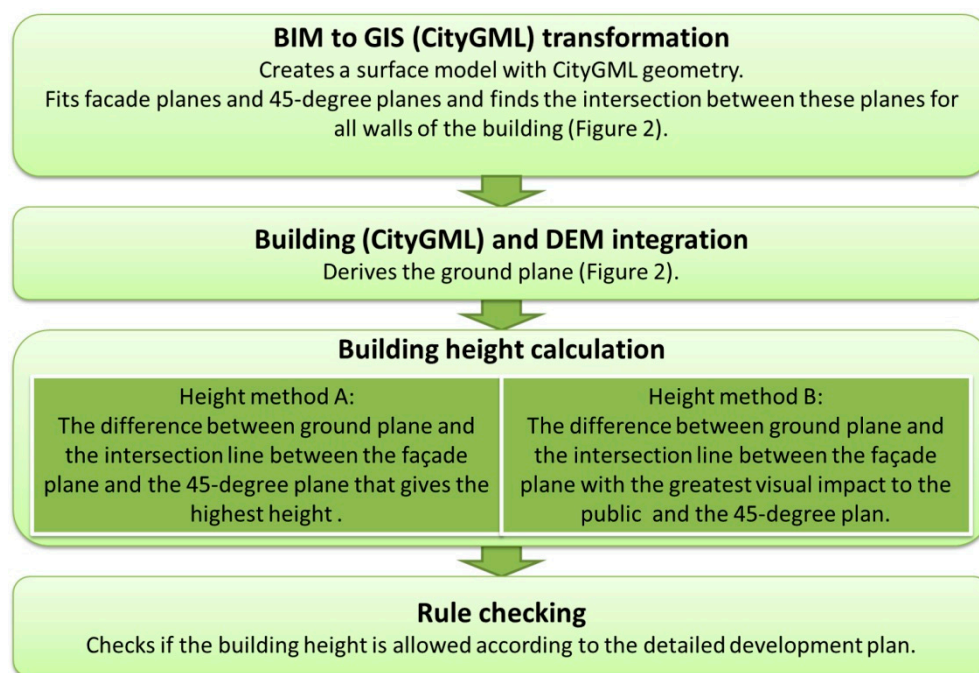 BIM to GIS (CityGML) transformation
Creates a surface model with CityGML geometry.
Fits facade planes and 45-degree planes and finds the intersection between these planes for
all walls of the building (Figure 2).
Building (CityGML) and DEM integration
Derives the ground plane (Figure 2).
Building height calculation
Height method A:
The difference between ground plane and
the intersection line between the façade
plane and the 45-degree plane that gives the
highest height .
Height method B:
The difference between ground plane and
the intersection line between the façade
plane with the greatest visual impact to the
public  and the 45-degree plan.
Rule checking
Checks if the building height is allowed according to the detailed development plan.